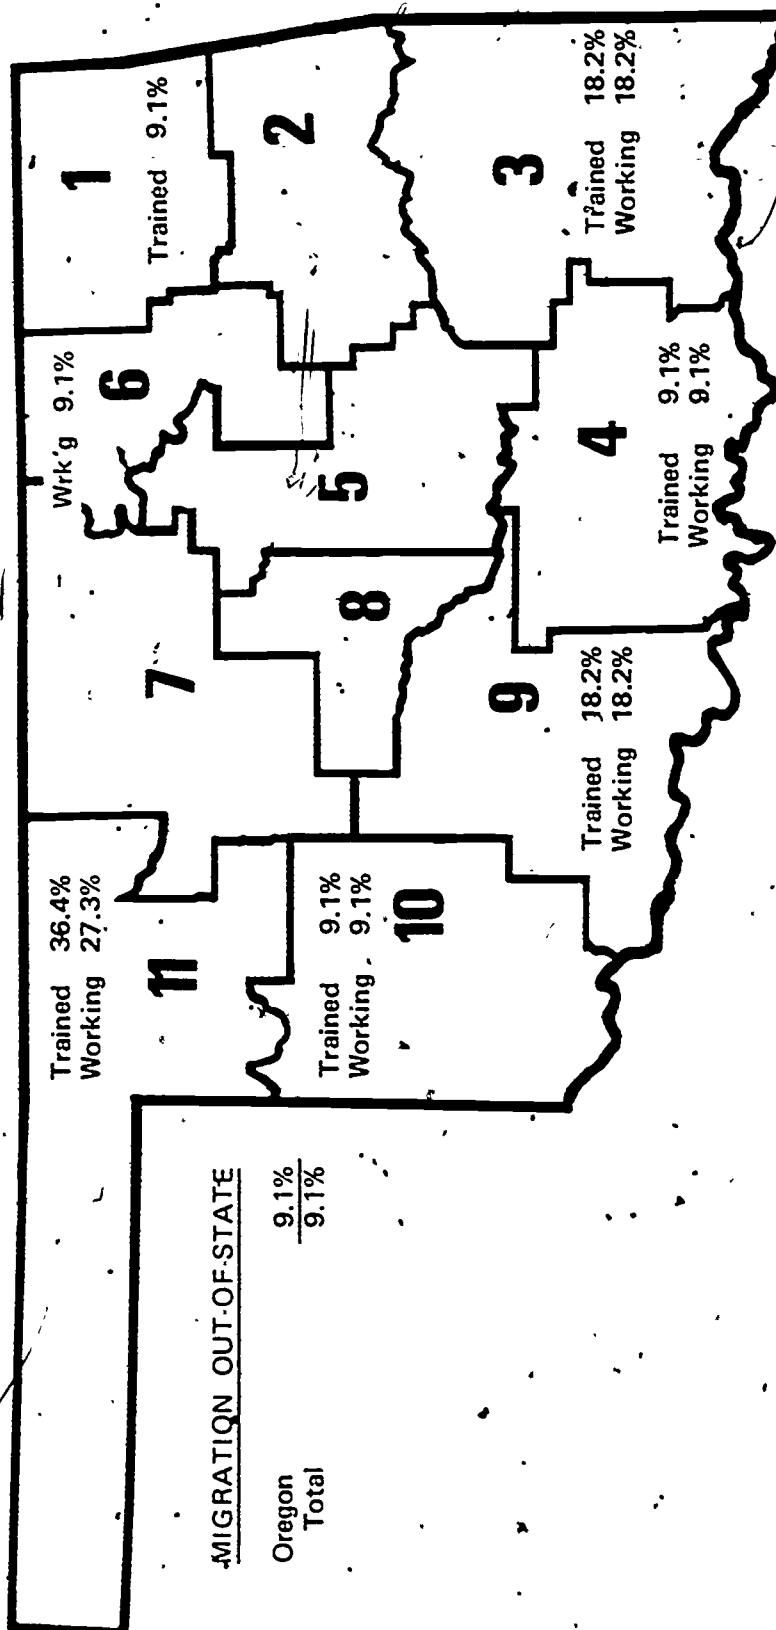 Trained 36.4%
Working 27.3%
11
7
Wrk'g 9.1%
6
1
Trained 9.1%
MIGRATION OUT-OF-STATE
Oregon 9.1%
Total 9.1%
Trained 9.1%
Working 9.1%
10
8
5
2
9
Trained 18.2%
Working 18.2%
4
Trained 9.1%
Working 9.1%
3
Trained 18.2%
Working 18.2%